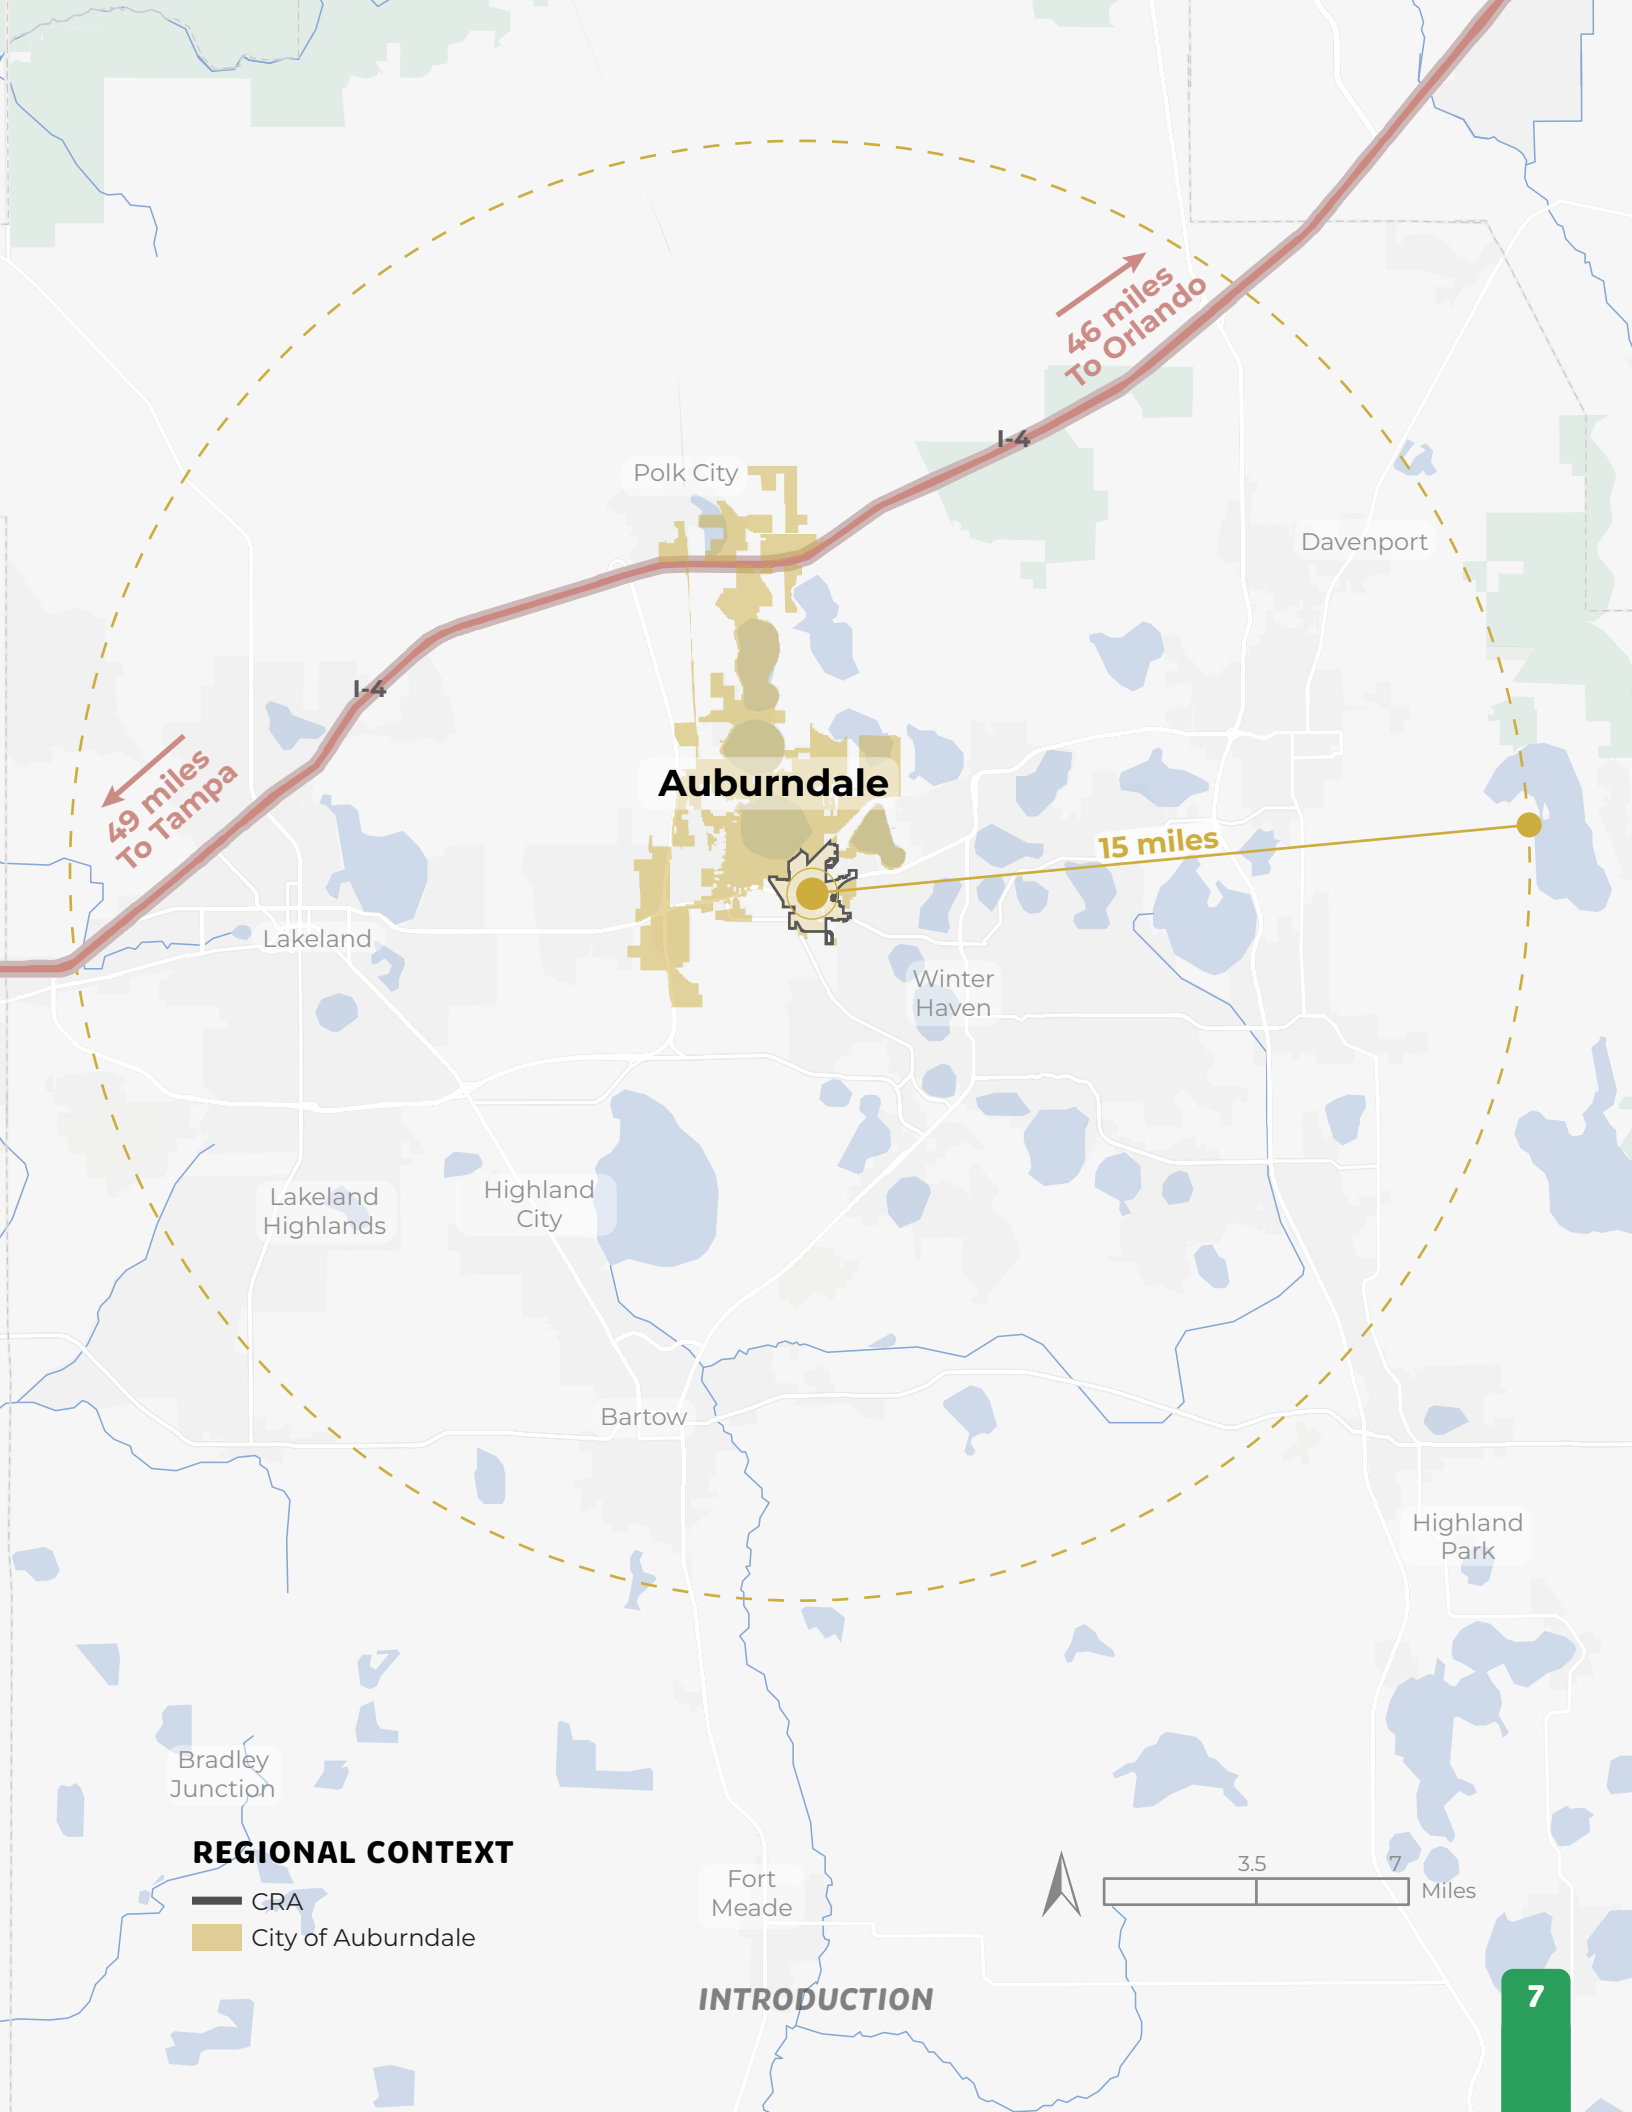 46 miles
To Orlando
I-4
Polk City
Davenport
I-4
49 miles
To Tampa
Auburndale
15 miles
Lakeland
Winter
Haven
Lakeland
Highlands
Highland
City
Bartow
Highland
Park
Bradley
Junction
REGIONAL CONTEXT
CRA
City of Auburndale
Fort
Meade
3.5
7
Miles
INTRODUCTION
7